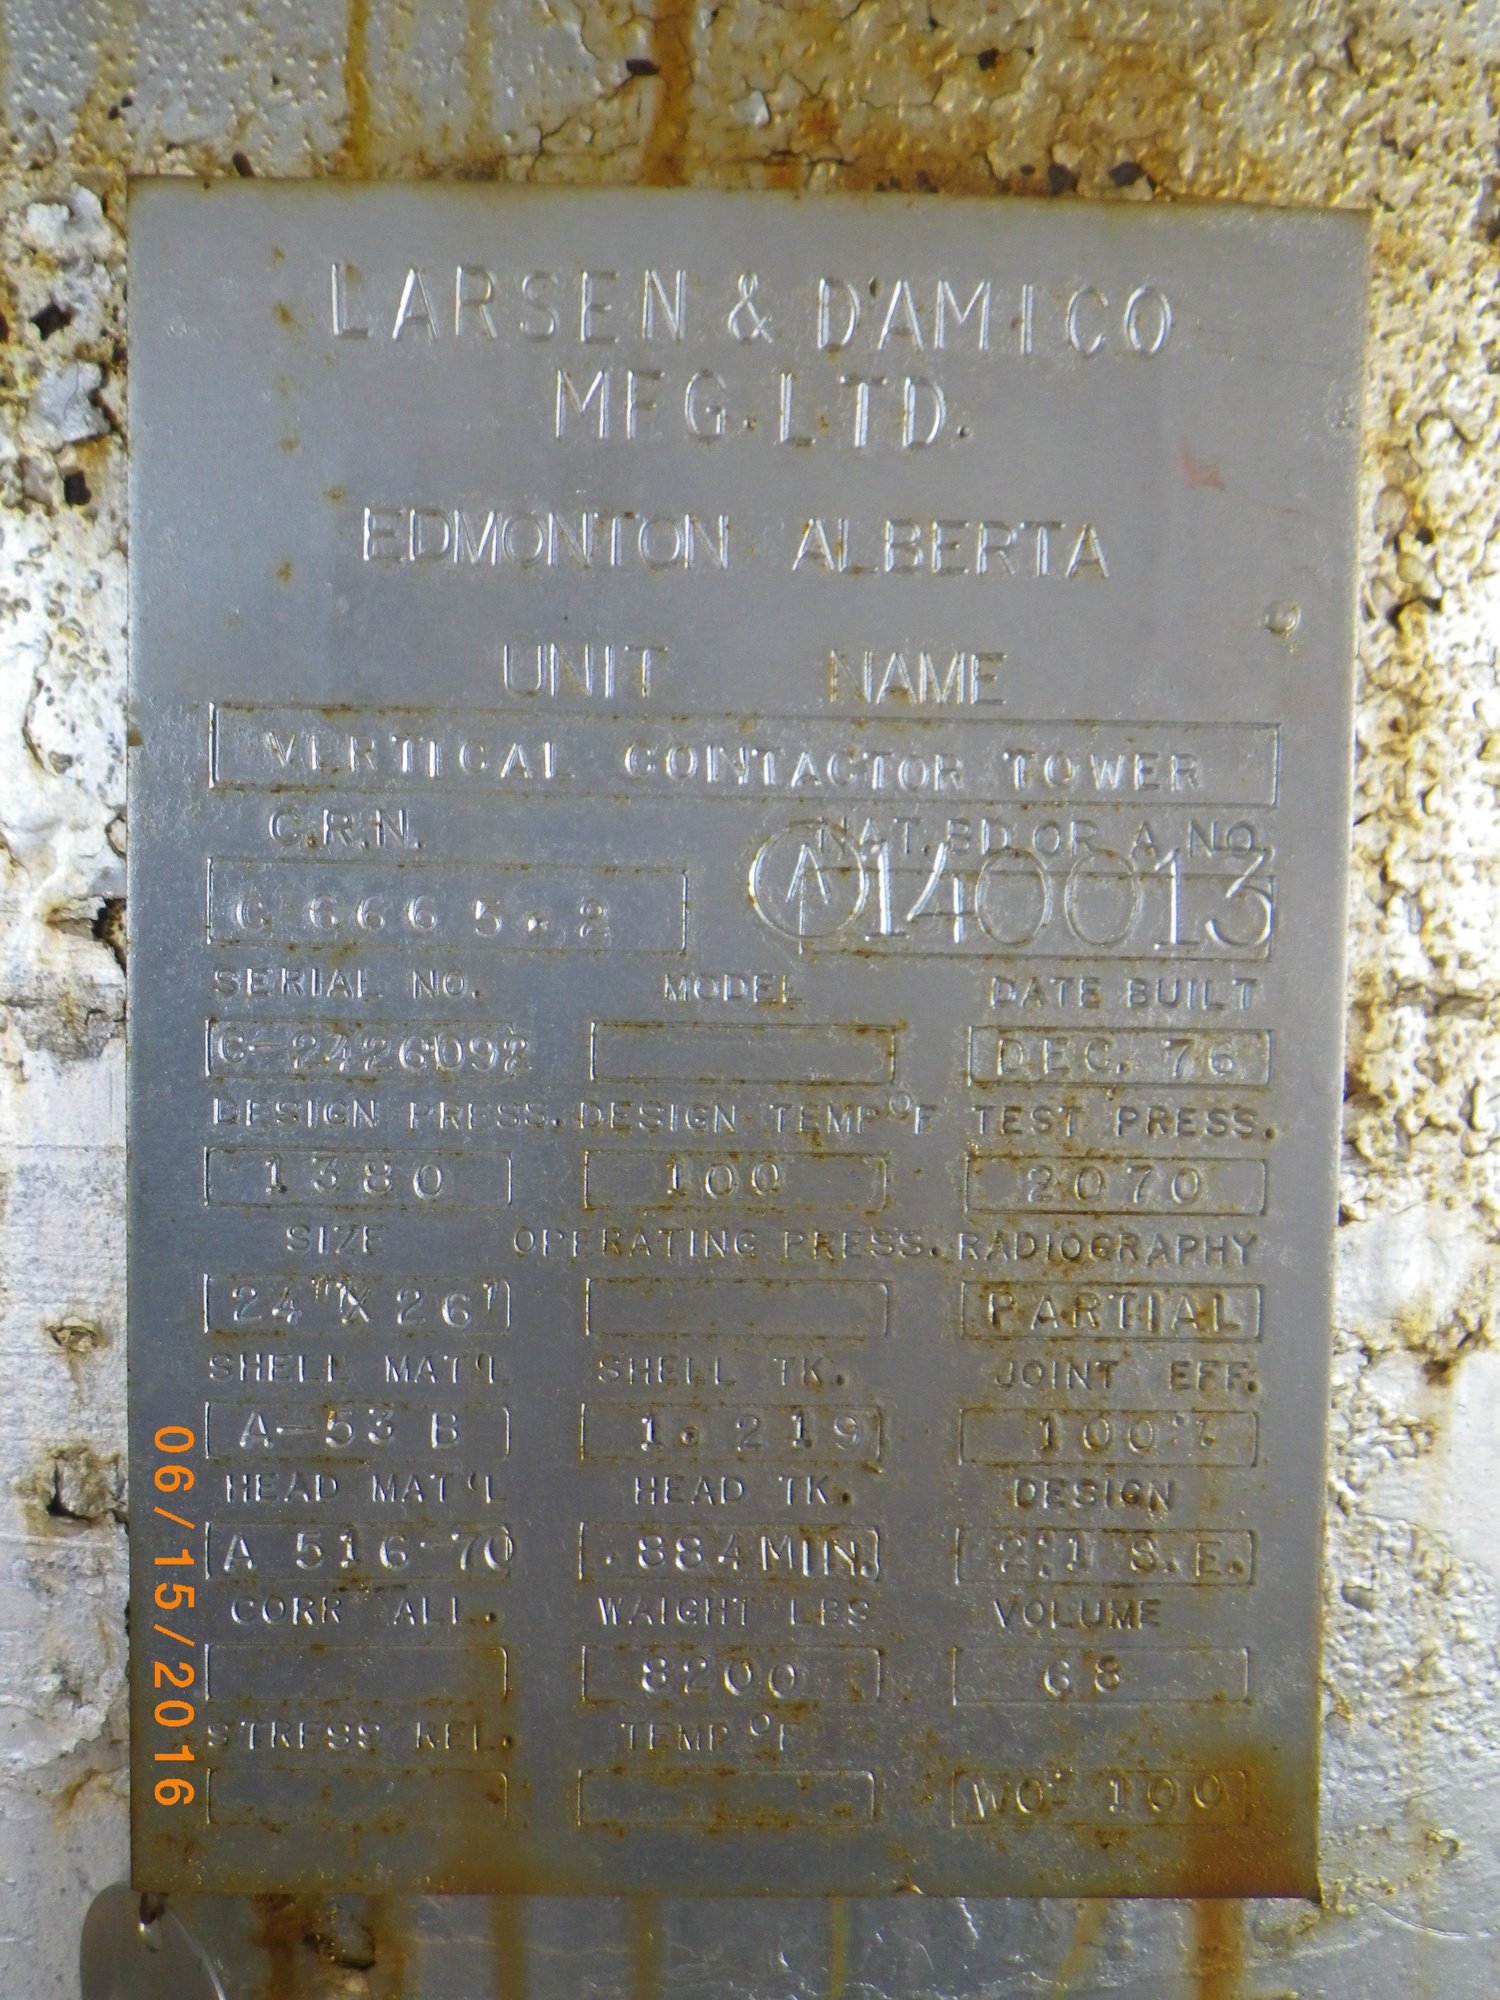 LARSEN & D'AMICO
MFG. LTD.
EDMONTON ALBERTA
UNIT NAME
VERTICAL CONTACTOR TOWER
C.R.N. NAT. BD. OR A NO.
C 6665.2 A 140013
SERIAL NO. MODEL DATE BUILT
C-2426092 DEC. 76
DESIGN PRESS. DESIGN TEMP °F TEST PRESS.
1380 100 2070
SIZE OPERATING PRESS. RADIOGRAPHY
24" X 26' PARTIAL
SHELL MAT'L SHELL TK. JOINT EFF.
A-53 B 1.219 100%
HEAD MAT'L HEAD TK. DESIGN
A 516-70 .884 MIN. 2:1 S.E.
CORR ALL. WAIGHT LBS VOLUME
8200 68
STRESS REL. TEMP °F
WO- 100
06/15/2016